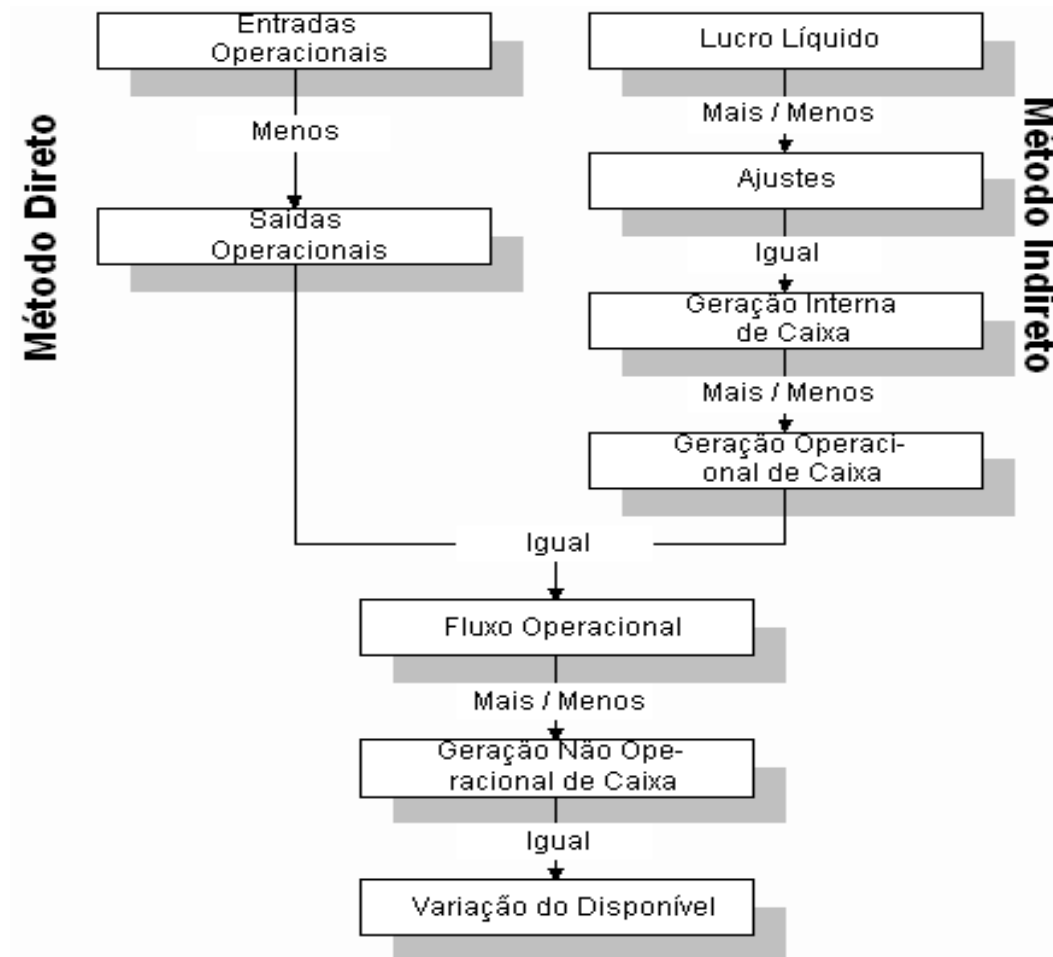 Método Direto
Entradas
Operacionais
Menos
Saídas
Operacionais
Método Indireto
Lucro Líquido
Mais / Menos
Ajustes
Igual
Geração Interna
de Caixa
Mais / Menos
Geração Operaci-
onal de Caixa
Igual
Fluxo Operacional
Mais / Menos
Geração Não Ope-
racional de Caixa
Igual
Variação do Disponível